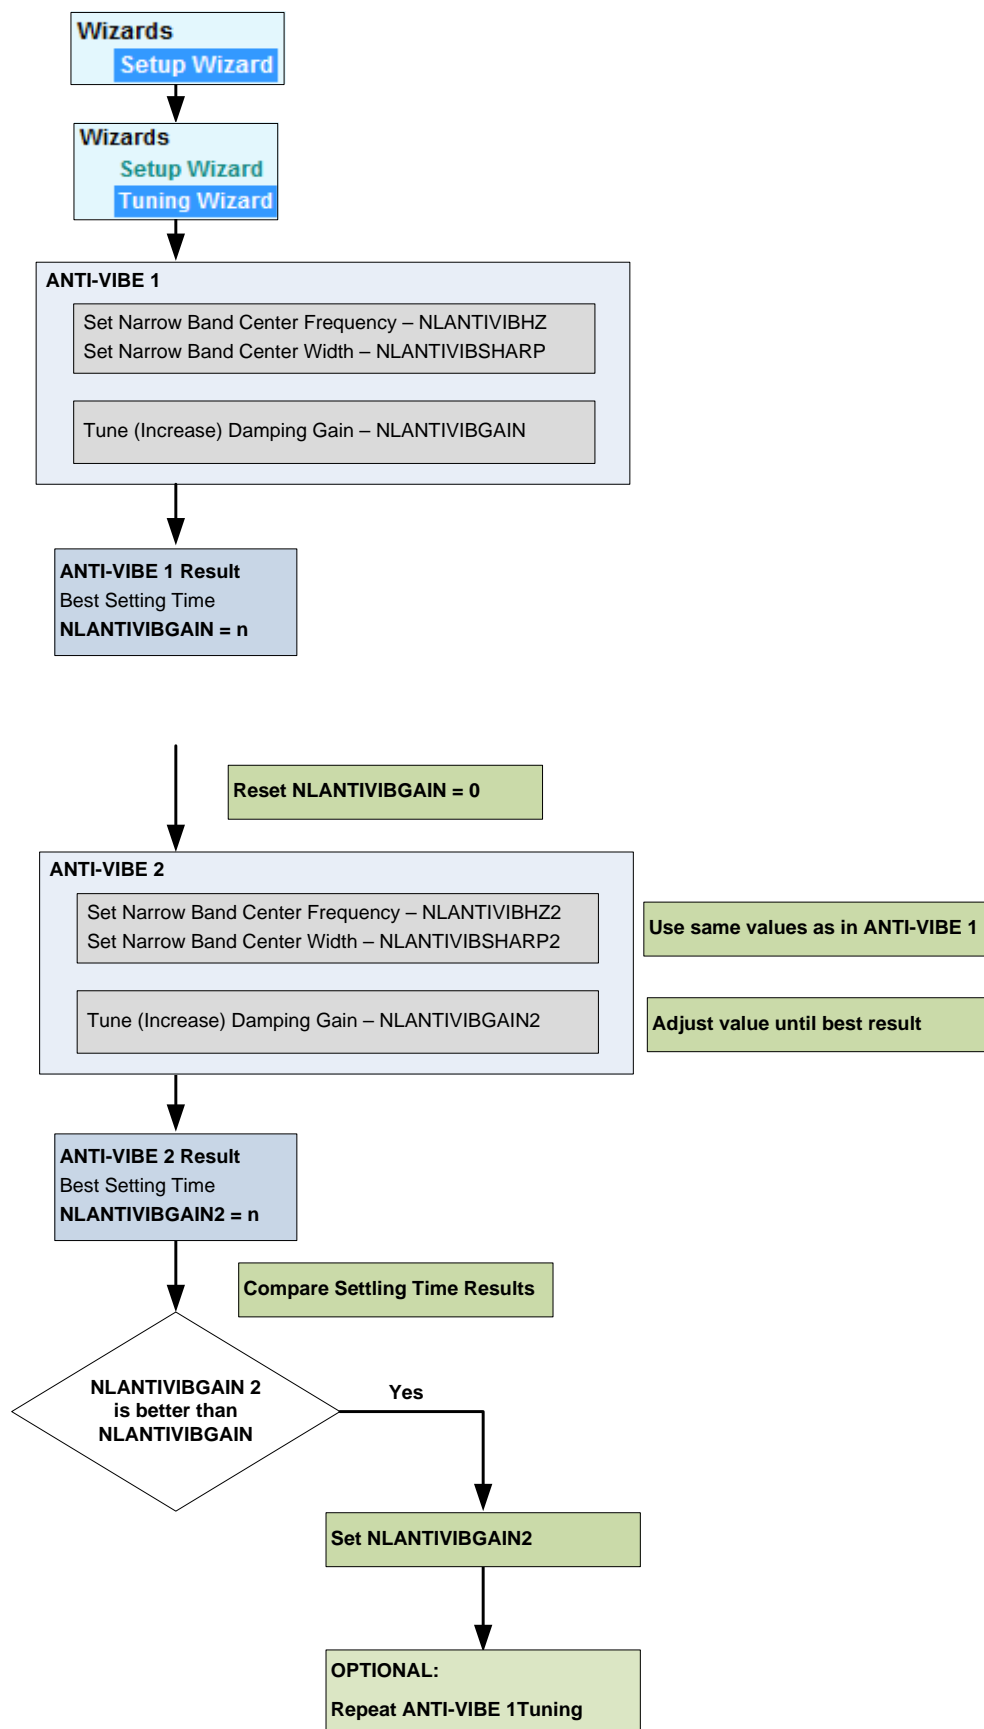 Wizards
Setup Wizard
Wizards
Setup Wizard
Tuning Wizard
ANTI-VIBE 1
Set Narrow Band Center Frequency – NLANTIVIBHZ
Set Narrow Band Center Width – NLANTIVIBSHARP
Tune (Increase) Damping Gain – NLANTIVIBGAIN
ANTI-VIBE 1 Result
Best Setting Time
NLANTIVIBGAIN = n
Reset NLANTIVIBGAIN = 0
ANTI-VIBE 2
Set Narrow Band Center Frequency – NLANTIVIBHZ2
Set Narrow Band Center Width – NLANTIVIBSHARP2
Use same values as in ANTI-VIBE 1
Tune (Increase) Damping Gain – NLANTIVIBGAIN2
Adjust value until best result
ANTI-VIBE 2 Result
Best Setting Time
NLANTIVIBGAIN2 = n
Compare Settling Time Results
NLANTIVIBGAIN 2
is better than
NLANTIVIBGAIN
Yes
Set NLANTIVIBGAIN2
OPTIONAL:
Repeat ANTI-VIBE 1Tuning